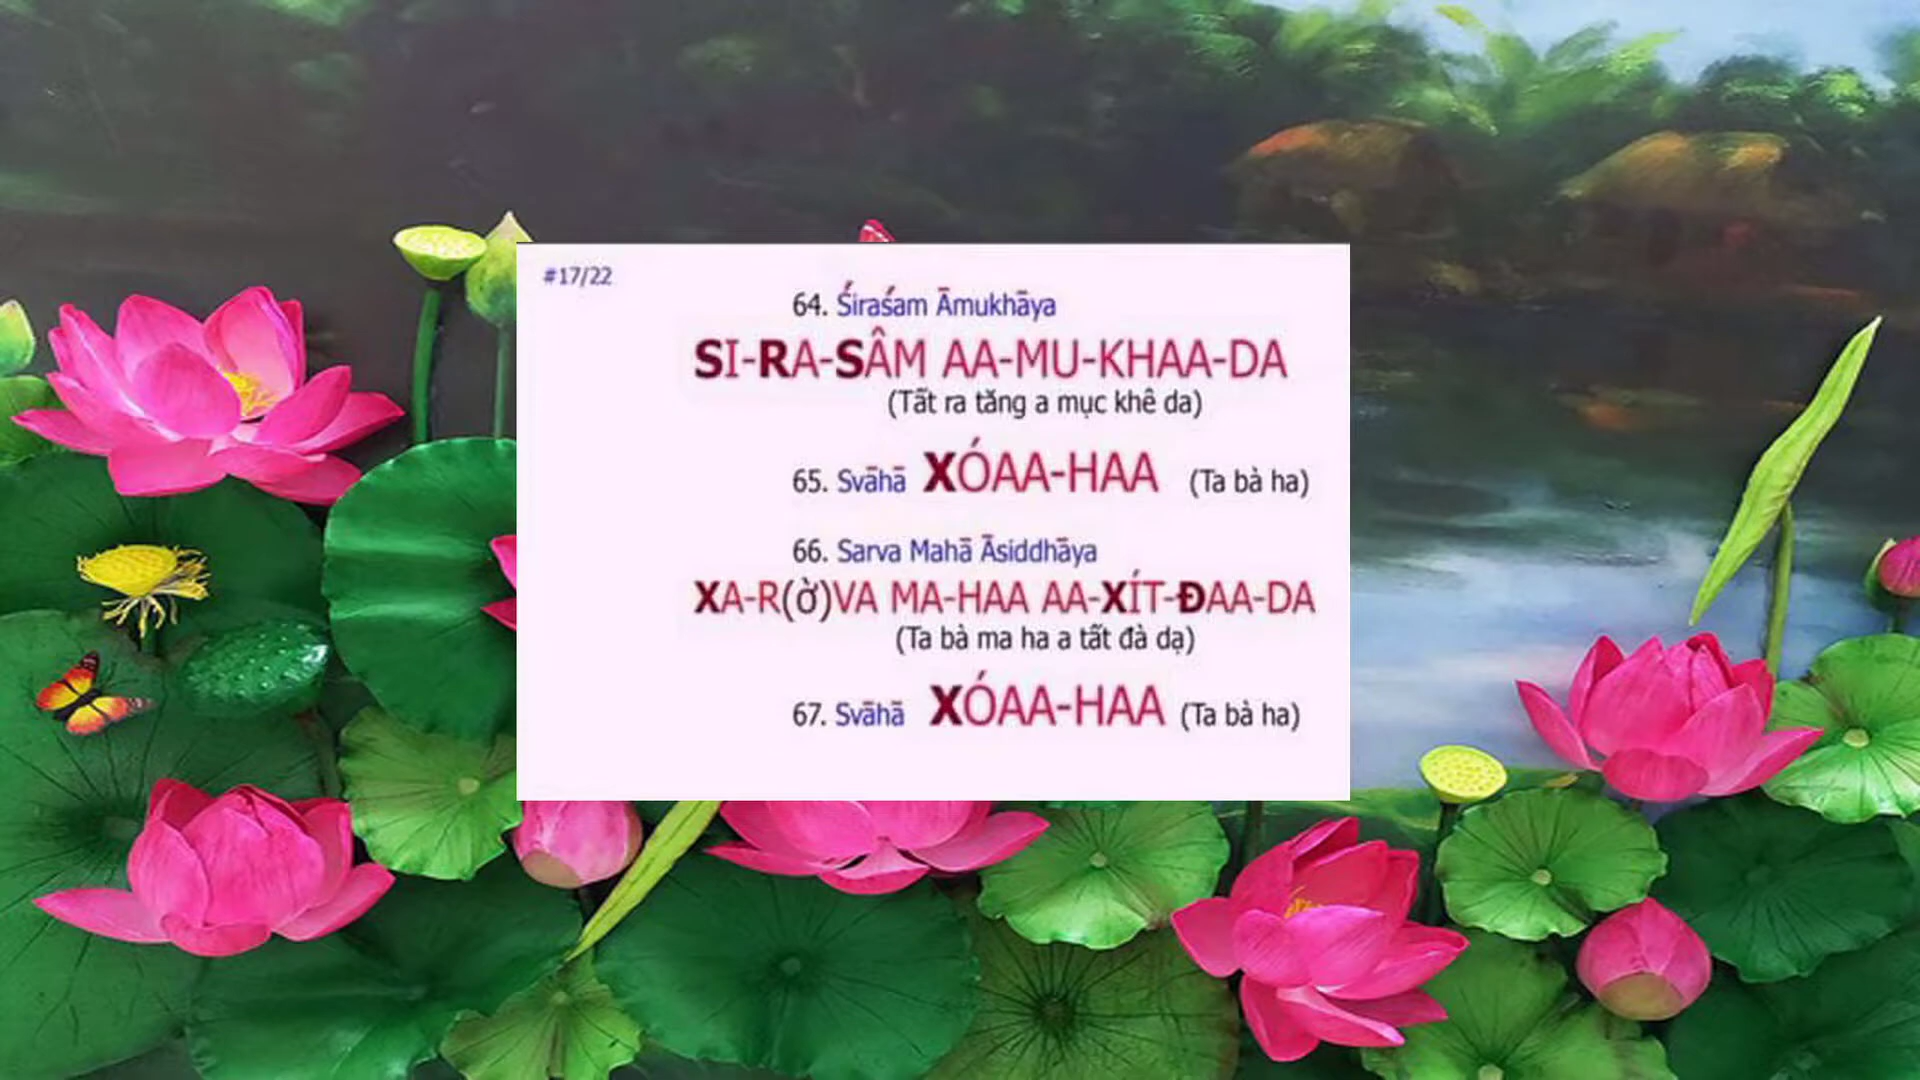 #17/22
64. Śiraśam Āmukhāya
SI-RA-SÂM AA-MU-KHAA-DA
(Tất ra tăng a mục khê da)
65. Svāhā XÓAA-HAA (Ta bà ha)
66. Sarva Mahā Āsiddhāya
XA-R(ờ)VA MA-HAA AA-XÍT-ĐAA-DA
(Ta bà ma ha a tất đà dạ)
67. Svāhā XÓAA-HAA (Ta bà ha)